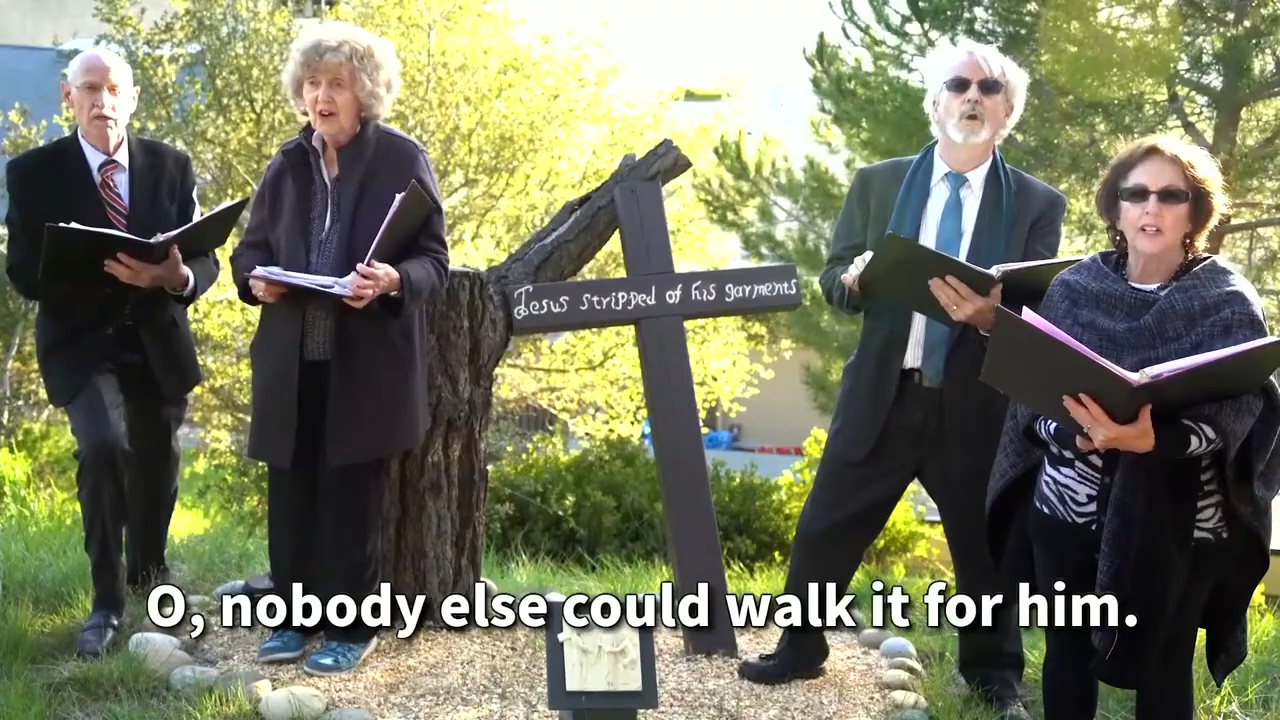 Jesus stripped of his garments
O, nobody else could walk it for him.